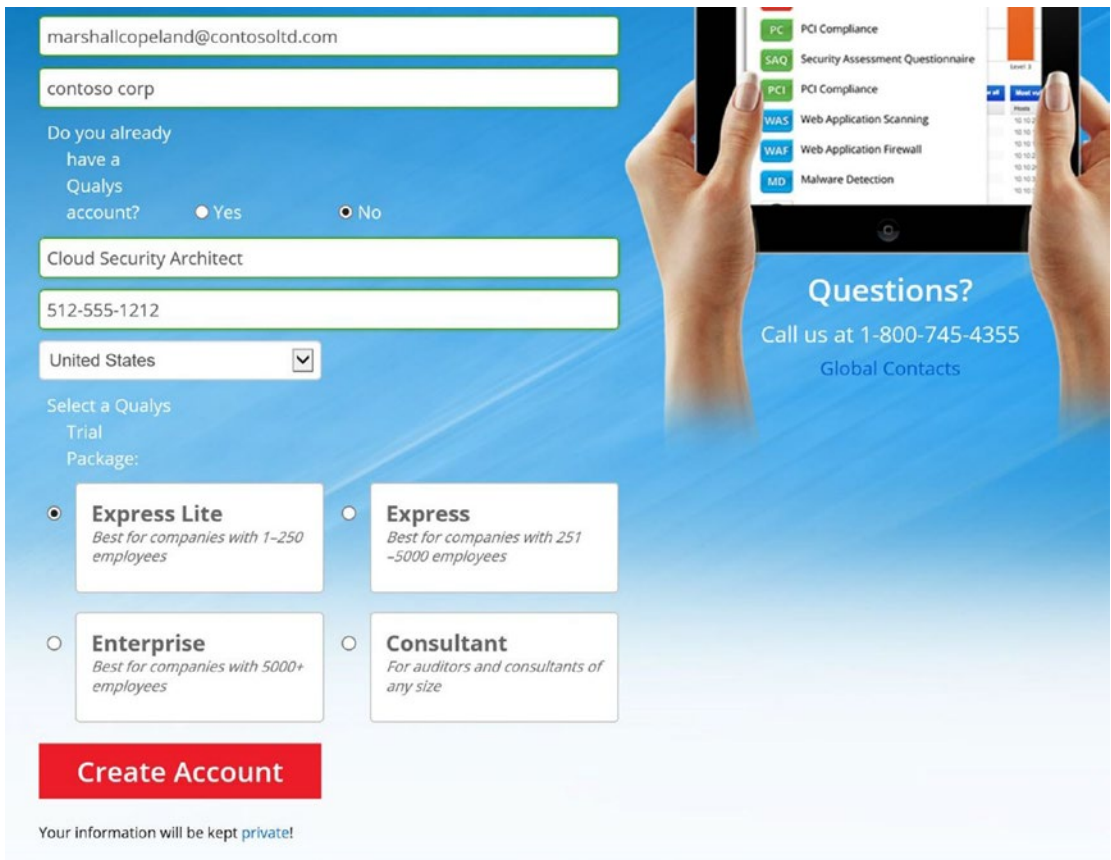 marshallcopeland@contosoltd.com
contoso corp
Do you already
have a
Qualys
account?
Yes
No
Cloud Security Architect
512-555-1212
United States
Select a Qualys
Trial
Package:
Express Lite
Best for companies with 1–250
employees
Express
Best for companies with 251
–5000 employees
Enterprise
Best for companies with 5000+
employees
Consultant
For auditors and consultants of
any size
Create Account
Your information will be kept private!
PC PCI Compliance
SAQ Security Assessment Questionnaire
PCI PCI Compliance
WAS Web Application Scanning
WAF Web Application Firewall
MD Malware Detection
Level 3
Hosts
Questions?
Call us at 1-800-745-4355
Global Contacts